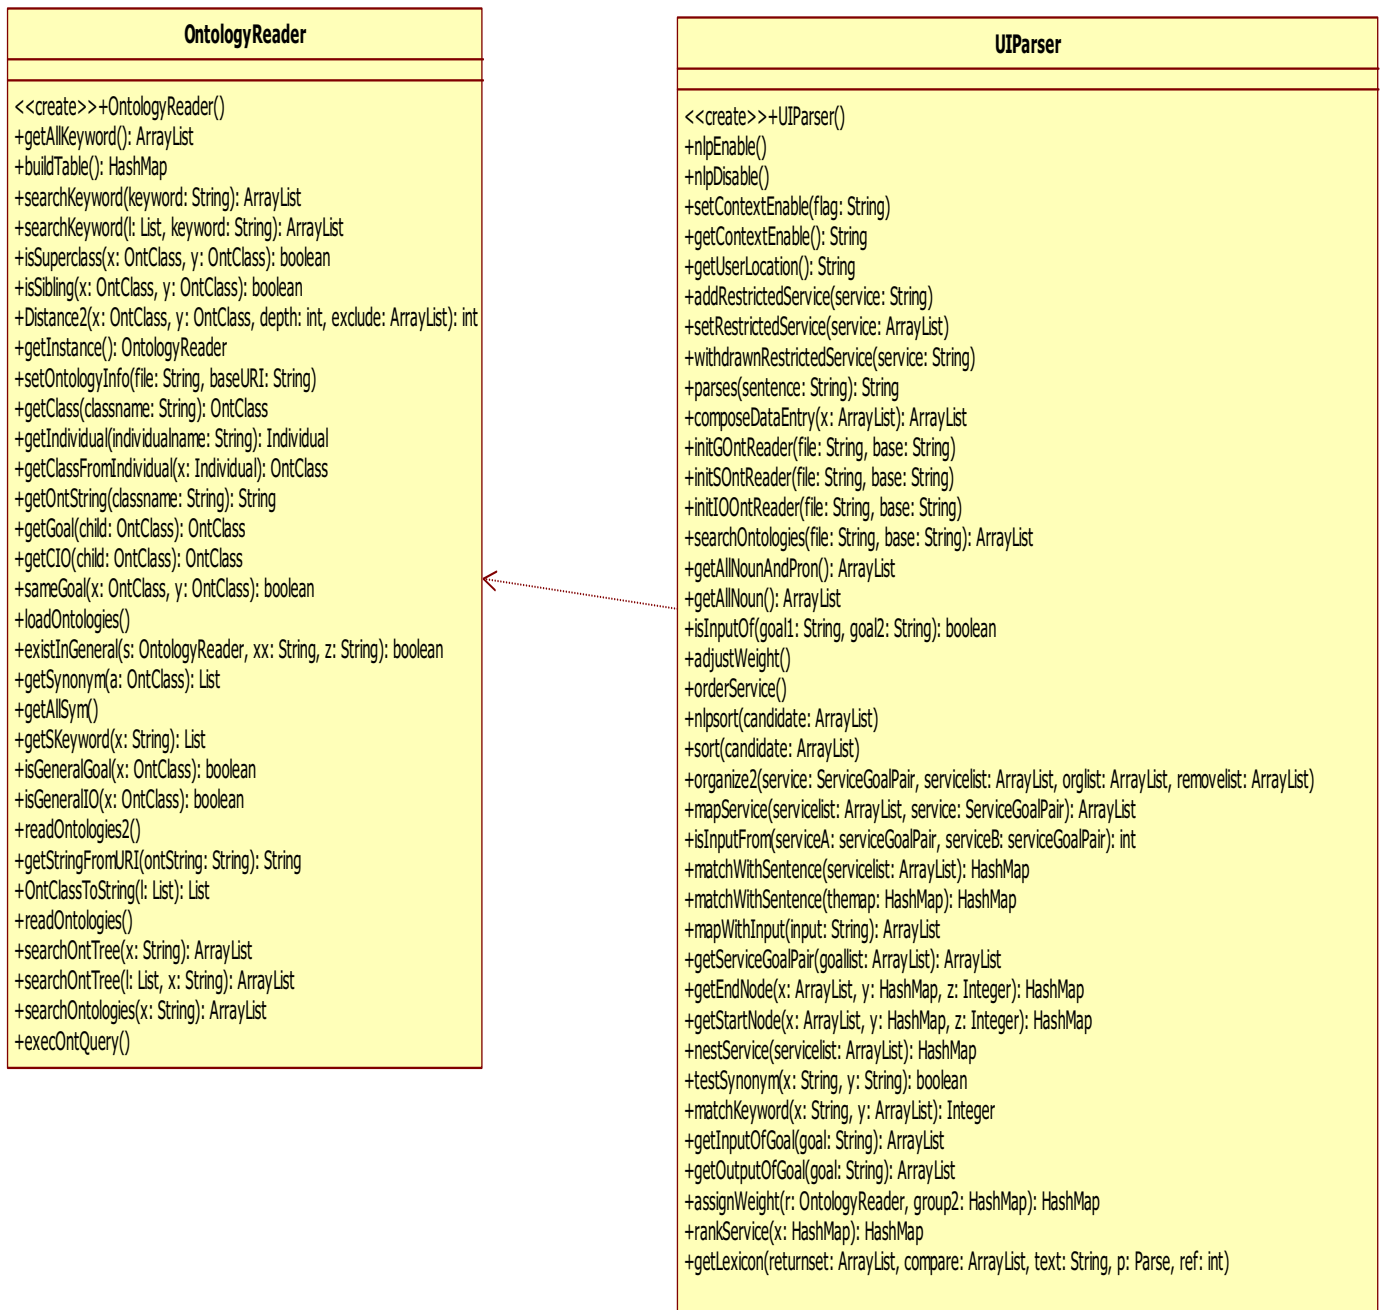 OntologyReader
<<create>>+OntologyReader()
+getAllKeyword(): ArrayList
+buildTable(): HashMap
+searchKeyword(keyword: String): ArrayList
+searchKeyword(l: List, keyword: String): ArrayList
+isSuperclass(x: OntClass, y: OntClass): boolean
+isSibling(x: OntClass, y: OntClass): boolean
+Distance2(x: OntClass, y: OntClass, depth: int, exclude: ArrayList): int
+getInstance(): OntologyReader
+setOntologyInfo(file: String, baseURI: String)
+getClass(classname: String): OntClass
+getIndividual(individualname: String): Individual
+getClassFromIndividual(x: Individual): OntClass
+getOntString(classname: String): String
+getGoal(child: OntClass): OntClass
+getCIO(child: OntClass): OntClass
+sameGoal(x: OntClass, y: OntClass): boolean
+loadOntologies()
+existInGeneral(s: OntologyReader, xx: String, z: String): boolean
+getSynonym(a: OntClass): List
+getAllSym()
+getSKeyword(x: String): List
+isGeneralGoal(x: OntClass): boolean
+isGeneralIO(x: OntClass): boolean
+readOntologies2()
+getStringFromURI(ontString: String): String
+OntClassToString(l: List): List
+readOntologies()
+searchOntTree(x: String): ArrayList
+searchOntTree(l: List, x: String): ArrayList
+searchOntologies(x: String): ArrayList
+execOntQuery()
UIParser
<<create>>+UIParser()
+nlpEnable()
+nlpDisable()
+setContextEnable(flag: String)
+getContextEnable(): String
+getUserLocation(): String
+addRestrictedService(service: String)
+setRestrictedService(service: ArrayList)
+withdrawnRestrictedService(service: String)
+parses(sentence: String): String
+composeDataEntry(x: ArrayList): ArrayList
+initGOntReader(file: String, base: String)
+initSOntReader(file: String, base: String)
+initIOOntReader(file: String, base: String)
+searchOntologies(file: String, base: String): ArrayList
+getAllNounAndPron(): ArrayList
+getAllNoun(): ArrayList
+isInputOf(goal1: String, goal2: String): boolean
+adjustWeight()
+orderService()
+nlpsort(candidate: ArrayList)
+sort(candidate: ArrayList)
+organize2(service: ServiceGoalPair, servicelist: ArrayList, orglist: ArrayList, removelist: ArrayList)
+mapService(servicelist: ArrayList, service: ServiceGoalPair): ArrayList
+isInputFrom(serviceA: serviceGoalPair, serviceB: serviceGoalPair): int
+matchWithSentence(servicelist: ArrayList): HashMap
+matchWithSentence(themap: HashMap): HashMap
+mapWithInput(input: String): ArrayList
+getServiceGoalPair(goallist: ArrayList): ArrayList
+getEndNode(x: ArrayList, y: HashMap, z: Integer): HashMap
+getStartNode(x: ArrayList, y: HashMap, z: Integer): HashMap
+nestService(servicelist: ArrayList): HashMap
+testSynonym(x: String, y: String): boolean
+matchKeyword(x: String, y: ArrayList): Integer
+getInputOfGoal(goal: String): ArrayList
+getOutputOfGoal(goal: String): ArrayList
+assignWeight(r: OntologyReader, group2: HashMap): HashMap
+rankService(x: HashMap): HashMap
+getLexicon(returnset: ArrayList, compare: ArrayList, text: String, p: Parse, ref: int)